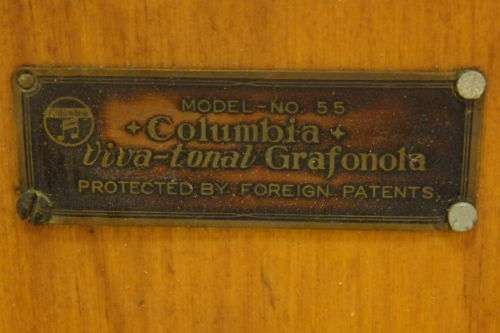 MODEL-NO. 55
Columbia
Viva-tonal Grafonola
PROTECTED BY FOREIGN PATENTS